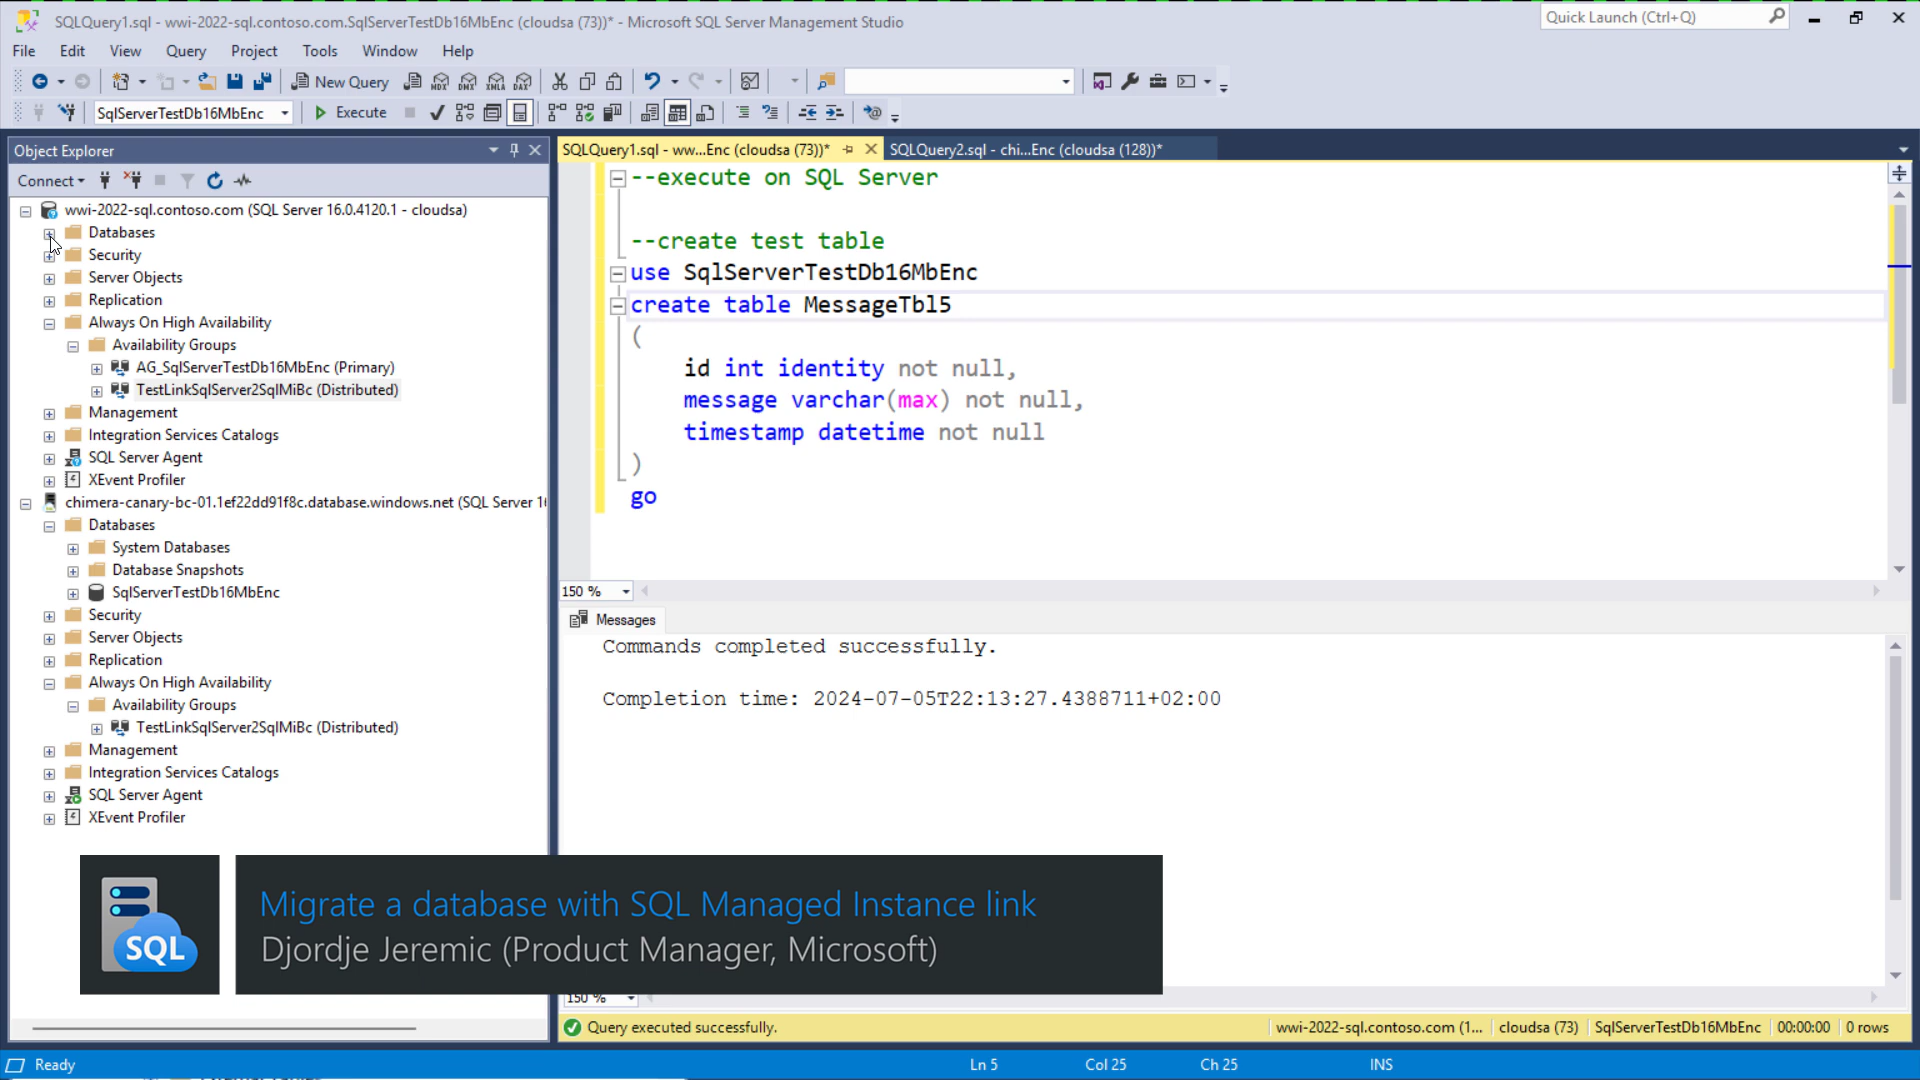 SQLQuery1.sql - wwi-2022-sql.contoso.com.SqlServerTestDb16MbEnc (cloudsa (73))* - Microsoft SQL Server Management Studio
Quick Launch (Ctrl+Q)
File Edit View Query Project Tools Window Help
New Query MDX DMX XMLA DAX
SqlServerTestDb16MbEnc Execute
Object Explorer
Connect
wwi-2022-sql.contoso.com (SQL Server 16.0.4120.1 - cloudsa)
Databases
Security
Server Objects
Replication
Always On High Availability
Availability Groups
AG_SqlServerTestDb16MbEnc (Primary)
TestLinkSqlServer2SqlMiBc (Distributed)
Management
Integration Services Catalogs
SQL Server Agent
XEvent Profiler
chimera-canary-bc-01.1ef22dd91f8c.database.windows.net (SQL Server 1
Databases
System Databases
Database Snapshots
SqlServerTestDb16MbEnc
Security
Server Objects
Replication
Always On High Availability
Availability Groups
TestLinkSqlServer2SqlMiBc (Distributed)
Management
Integration Services Catalogs
SQL Server Agent
XEvent Profiler
SQLQuery1.sql - ww...Enc (cloudsa (73))* SQLQuery2.sql - chi...Enc (cloudsa (128))*
--execute on SQL Server
--create test table
use SqlServerTestDb16MbEnc
create table MessageTbl5
(
id int identity not null,
message varchar(max) not null,
timestamp datetime not null
)
go
150 %
Messages
Commands completed successfully.
Completion time: 2024-07-05T22:13:27.4388711+02:00
SQL
Migrate a database with SQL Managed Instance link
Djordje Jeremic (Product Manager, Microsoft)
150 %
Query executed successfully. wwi-2022-sql.contoso.com (1... cloudsa (73) SqlServerTestDb16MbEnc 00:00:00 0 rows
Ready Ln 5 Col 25 Ch 25 INS